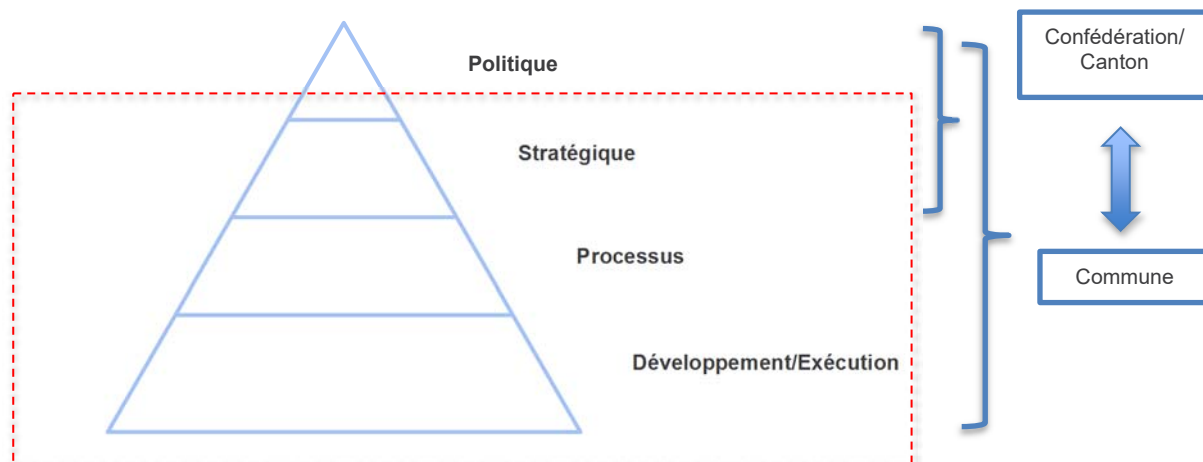 Politique
Stratégique
Processus
Développement/Exécution
Confédération/
Canton
Commune